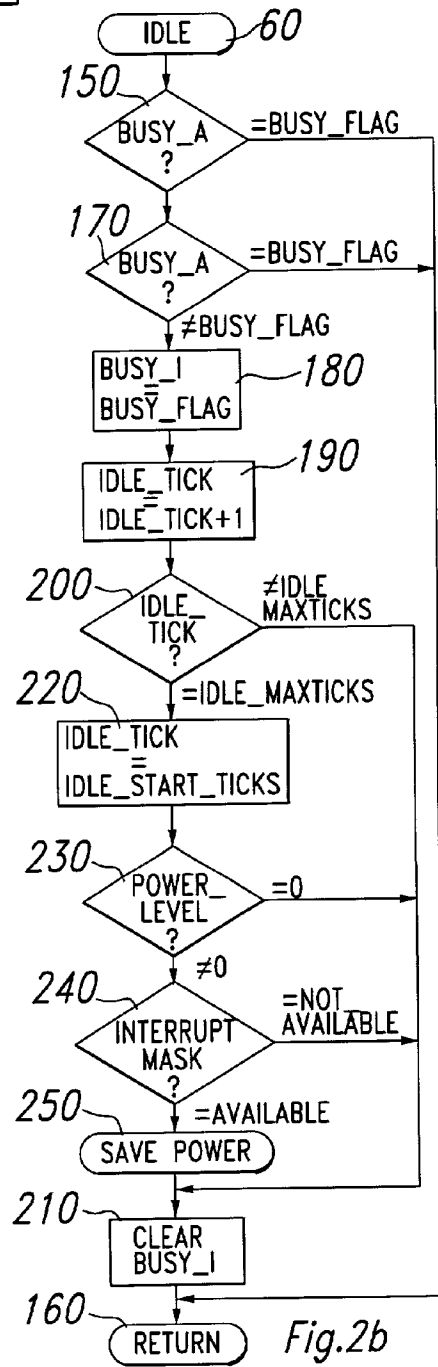 IDLE 60
150
BUSY_A
?
=BUSY_FLAG
170
BUSY_A
?
=BUSY_FLAG
≠BUSY_FLAG
BUSY_I
=
BUSY_FLAG
180
190
IDLE_TICK
=
IDLE_TICK+1
200
IDLE_
TICK
?
≠IDLE
MAXTICKS
=IDLE_MAXTICKS
220
IDLE_TICK
=
IDLE_START_TICKS
230
POWER_
LEVEL
?
=0
≠0
240
INTERRUPT
MASK
?
=NOT_
AVAILABLE
=AVAILABLE
250
SAVE POWER
210
CLEAR
BUSY_I
160
RETURN
Fig.2b